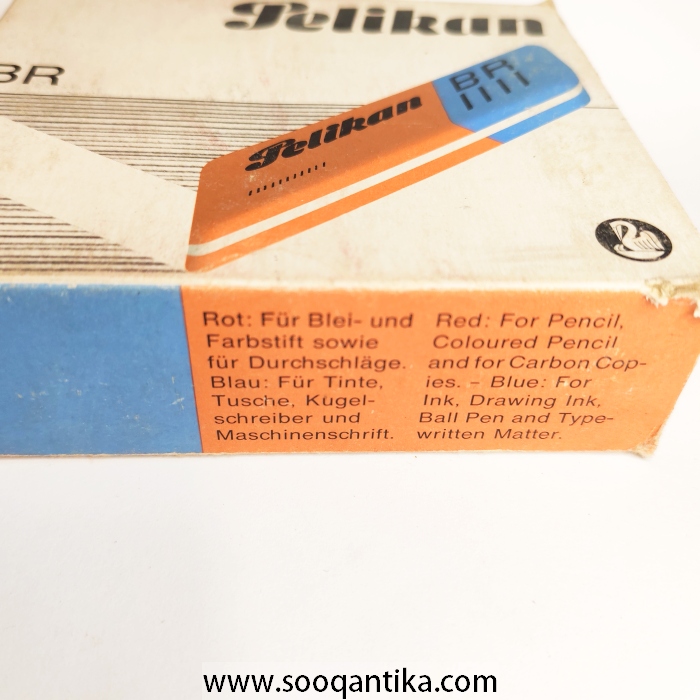 Pelikan
BR
BR
Pelikan
Rot: Für Blei- und
Farbstift sowie
für Durchschläge.
Blau: Für Tinte,
Tusche, Kugel-
schreiber und
Maschinenschrift.
Red: For Pencil,
Coloured Pencil
and for Carbon Cop-
ies. – Blue: For
Ink, Drawing Ink,
Ball Pen and Type-
written Matter.
www.sooqantika.com